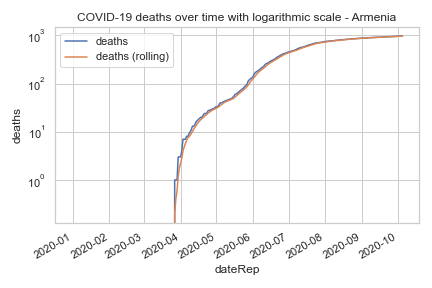 COVID-19 deaths over time with logarithmic scale - Armenia
deaths
deaths (rolling)
10³
10²
10¹
10⁰
deaths
2020-01
2020-02
2020-03
2020-04
2020-05
2020-06
2020-07
2020-08
2020-09
2020-10
dateRep